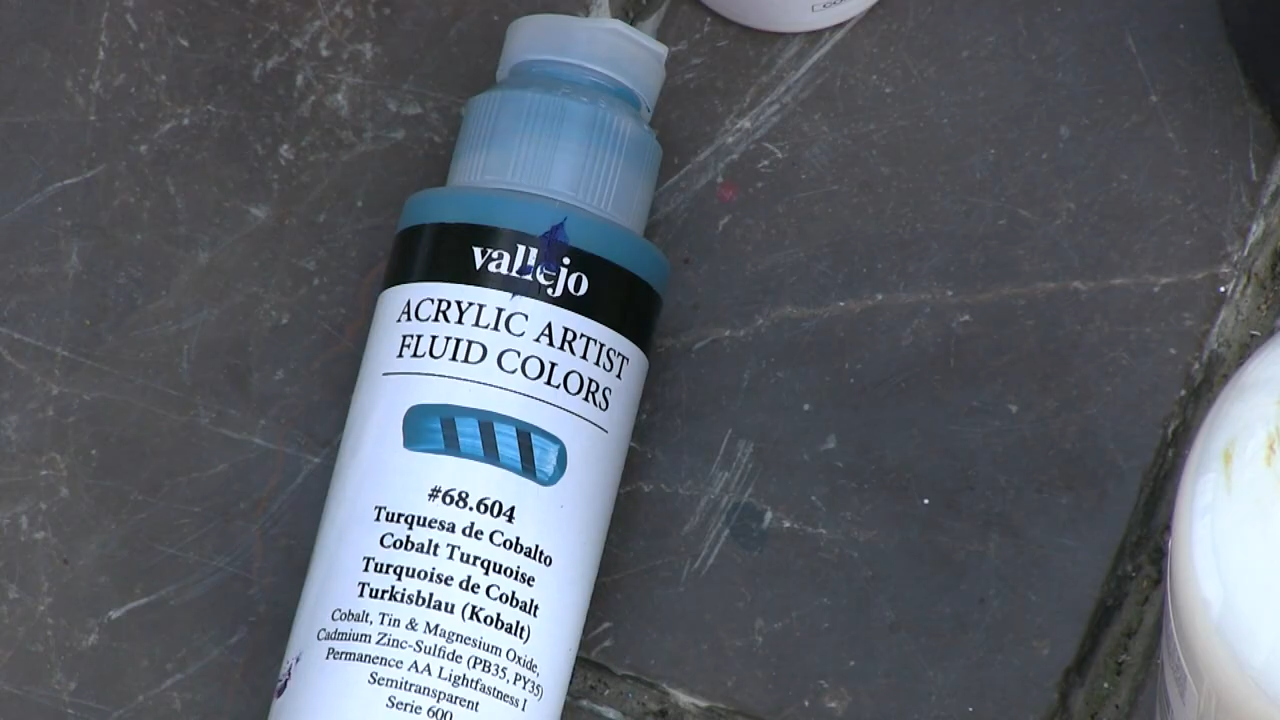 vallejo
ACRYLIC ARTIST
FLUID COLORS
#68.604
Turquesa de Cobalto
Cobalt Turquoise
Turquoise de Cobalt
Turkisblau (Kobalt)
Cobalt, Tin & Magnesium Oxide,
Cadmium Zinc-Sulfide (PB35, PY35)
Permanence AA Lightfastness I
Semitransparent
Serie 600